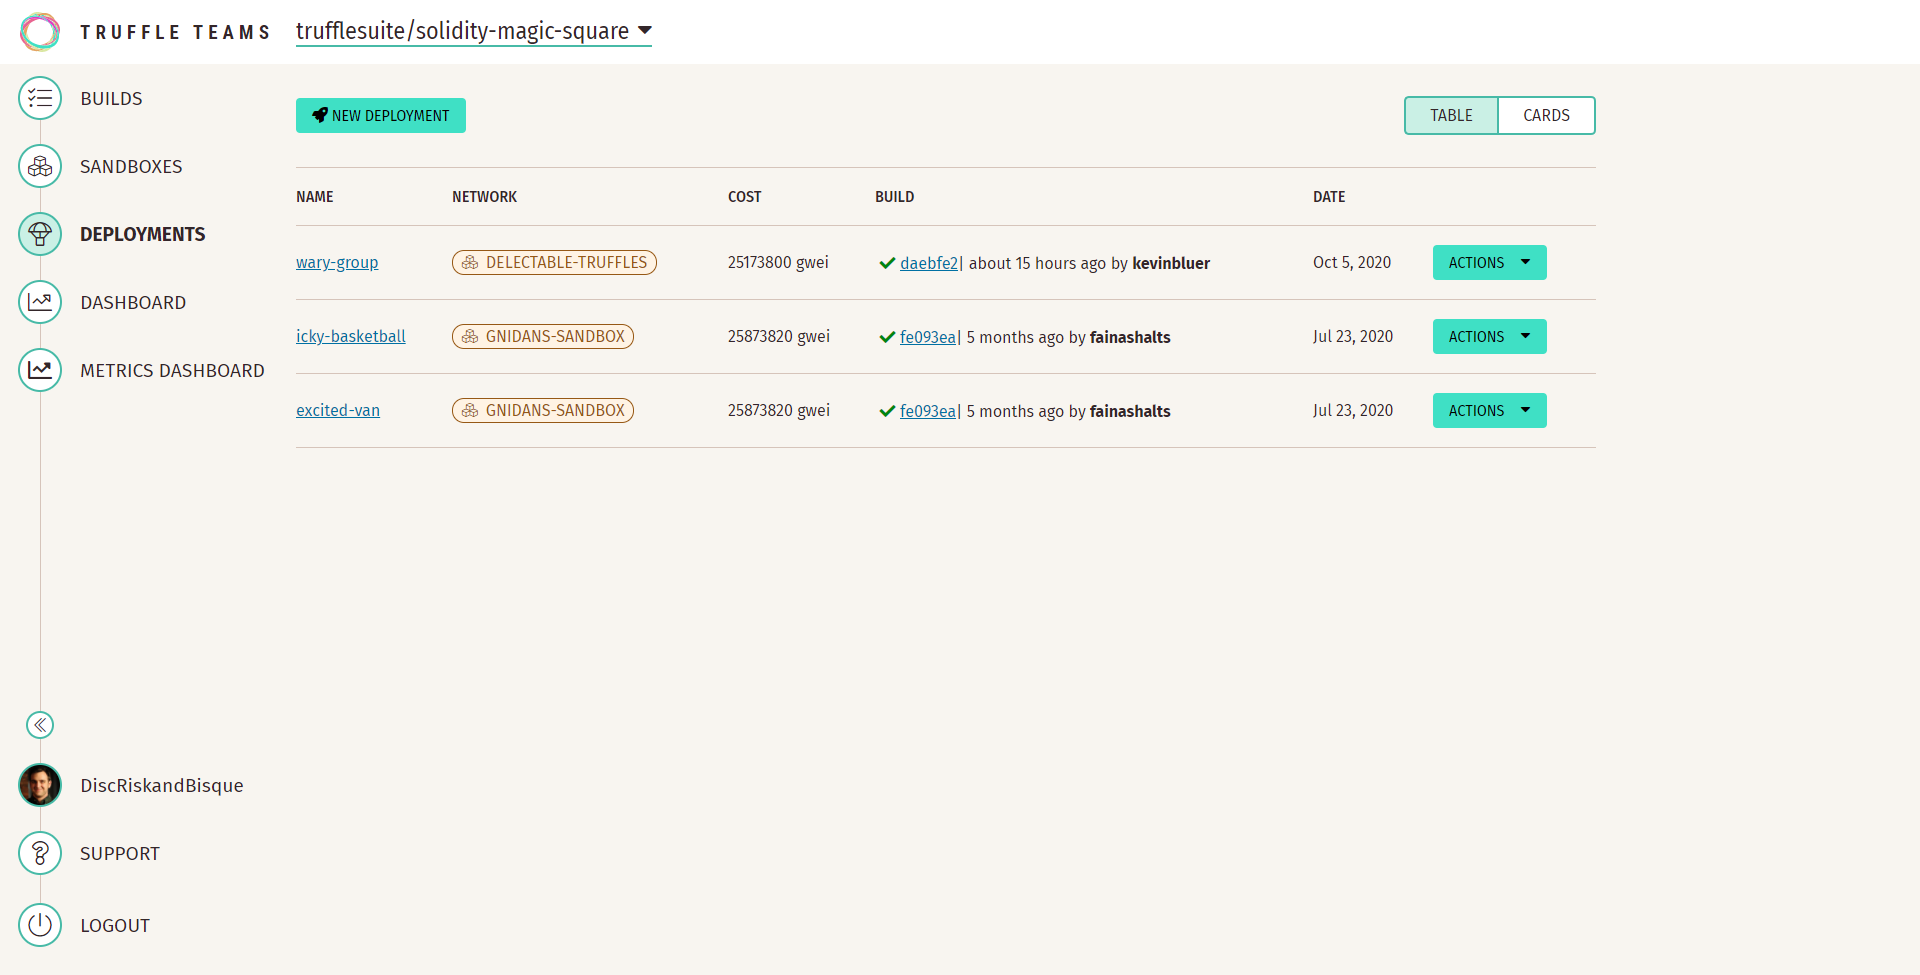 TRUFFLE TEAMS
trufflesuite/solidity-magic-square
BUILDS
SANDBOXES
DEPLOYMENTS
DASHBOARD
METRICS DASHBOARD
NEW DEPLOYMENT
TABLE CARDS
NAME NETWORK COST BUILD DATE
wary-group DELECTABLE-TRUFFLES 25173800 gwei daebfe2| about 15 hours ago by kevinbluer Oct 5, 2020 ACTIONS
icky-basketball GNIDANS-SANDBOX 25873820 gwei fe093ea| 5 months ago by fainashalts Jul 23, 2020 ACTIONS
excited-van GNIDANS-SANDBOX 25873820 gwei fe093ea| 5 months ago by fainashalts Jul 23, 2020 ACTIONS
DiscRiskandBisque
SUPPORT
LOGOUT